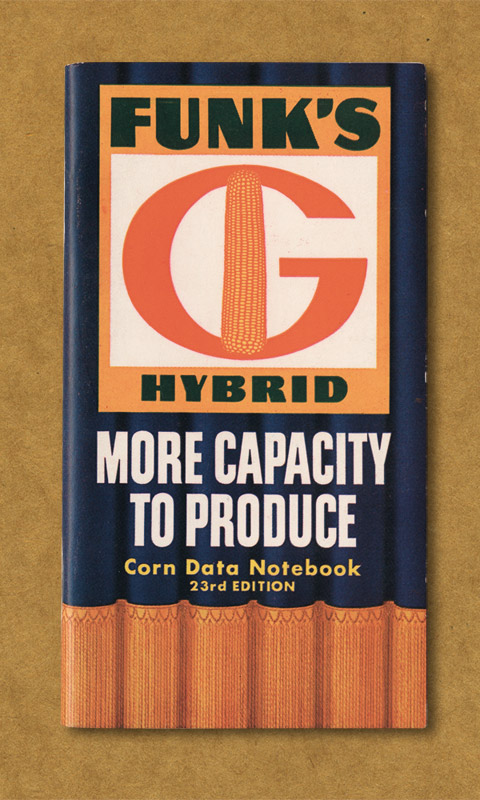 FUNK'S
G
HYBRID
MORE CAPACITY
TO PRODUCE
Corn Data Notebook
23rd EDITION